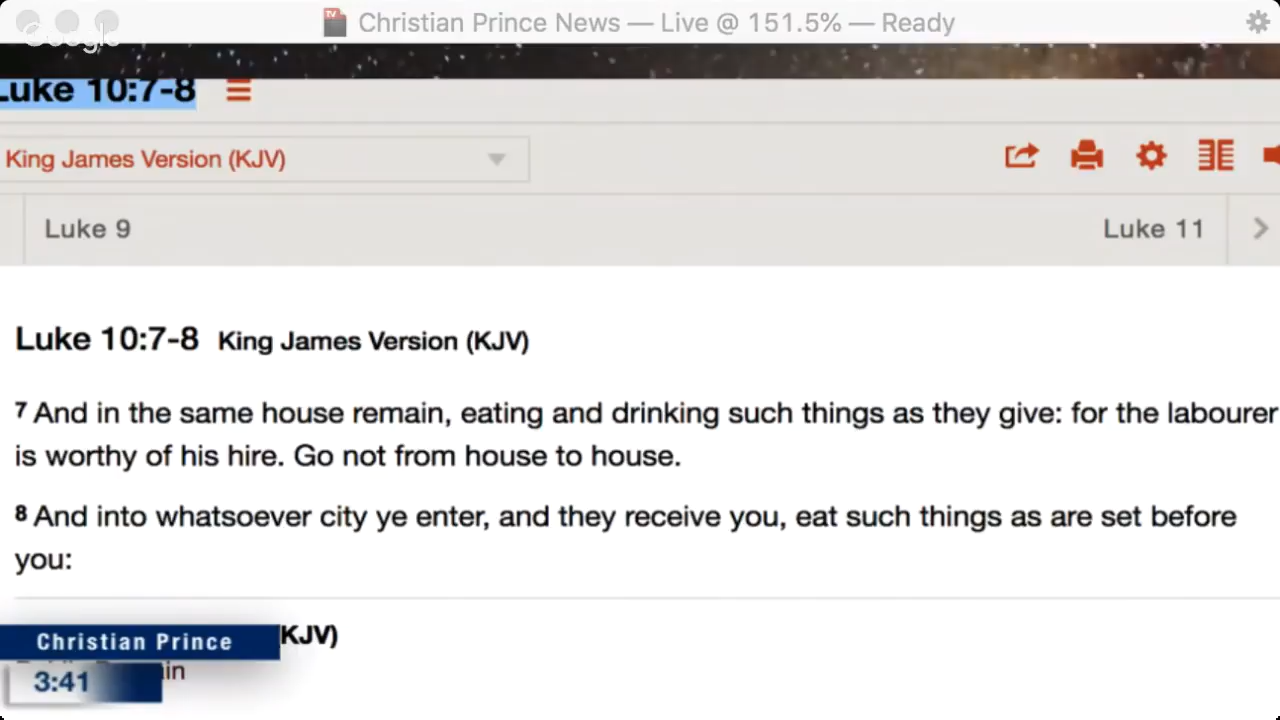 Christian Prince News — Live @ 151.5% — Ready
Google
Luke 10:7-8
King James Version (KJV)
Luke 9
Luke 11
Luke 10:7-8 King James Version (KJV)
7 And in the same house remain, eating and drinking such things as they give: for the labourer
is worthy of his hire. Go not from house to house.
8 And into whatsoever city ye enter, and they receive you, eat such things as are set before
you:
Christian Prince
KJV)
3:41